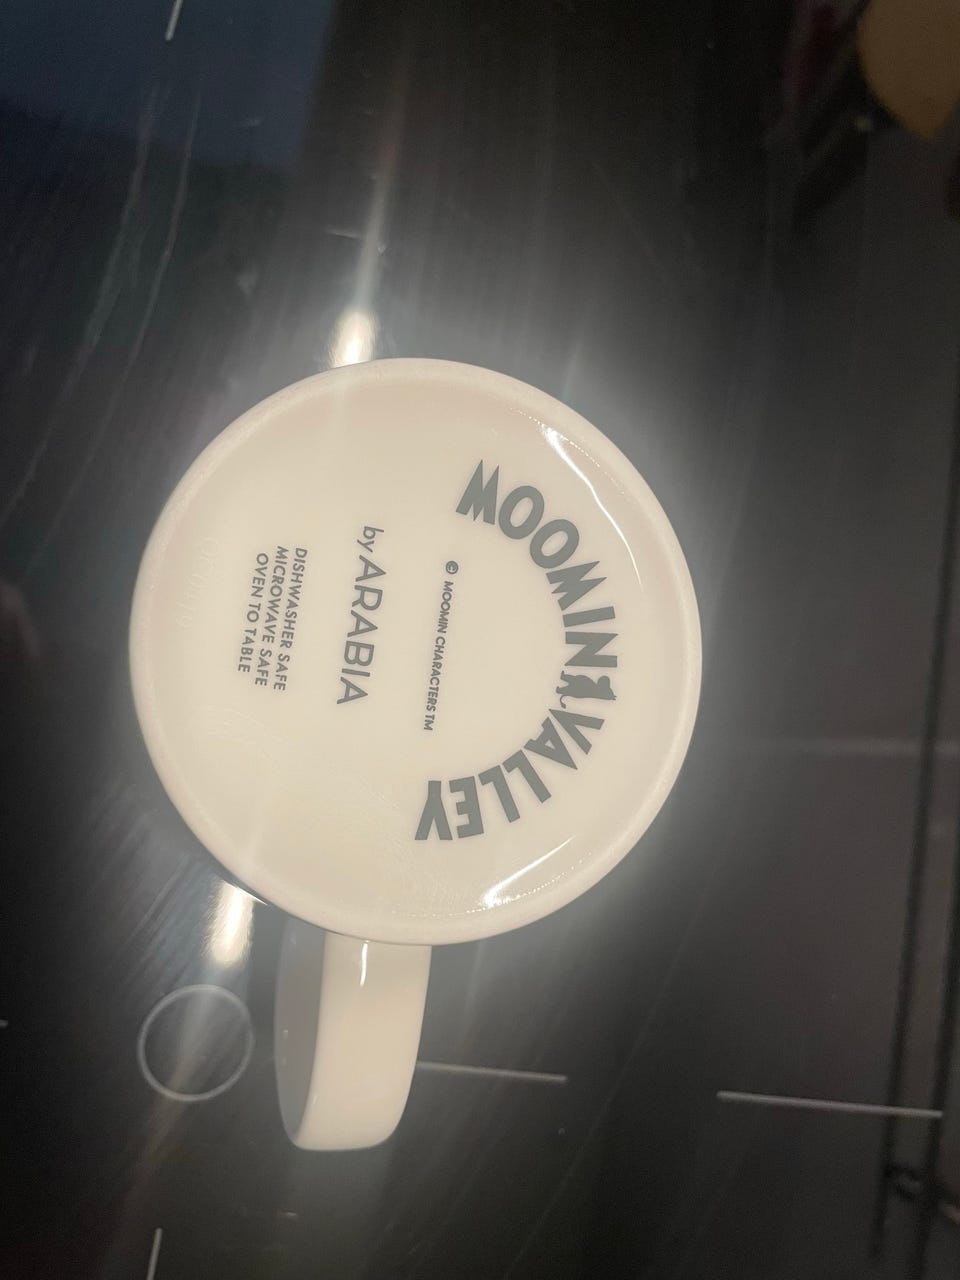 MOOMINVALLEY
© MOOMIN CHARACTERS TM
by ARABIA
DISHWASHER SAFE
MICROWAVE SAFE
OVEN TO TABLE